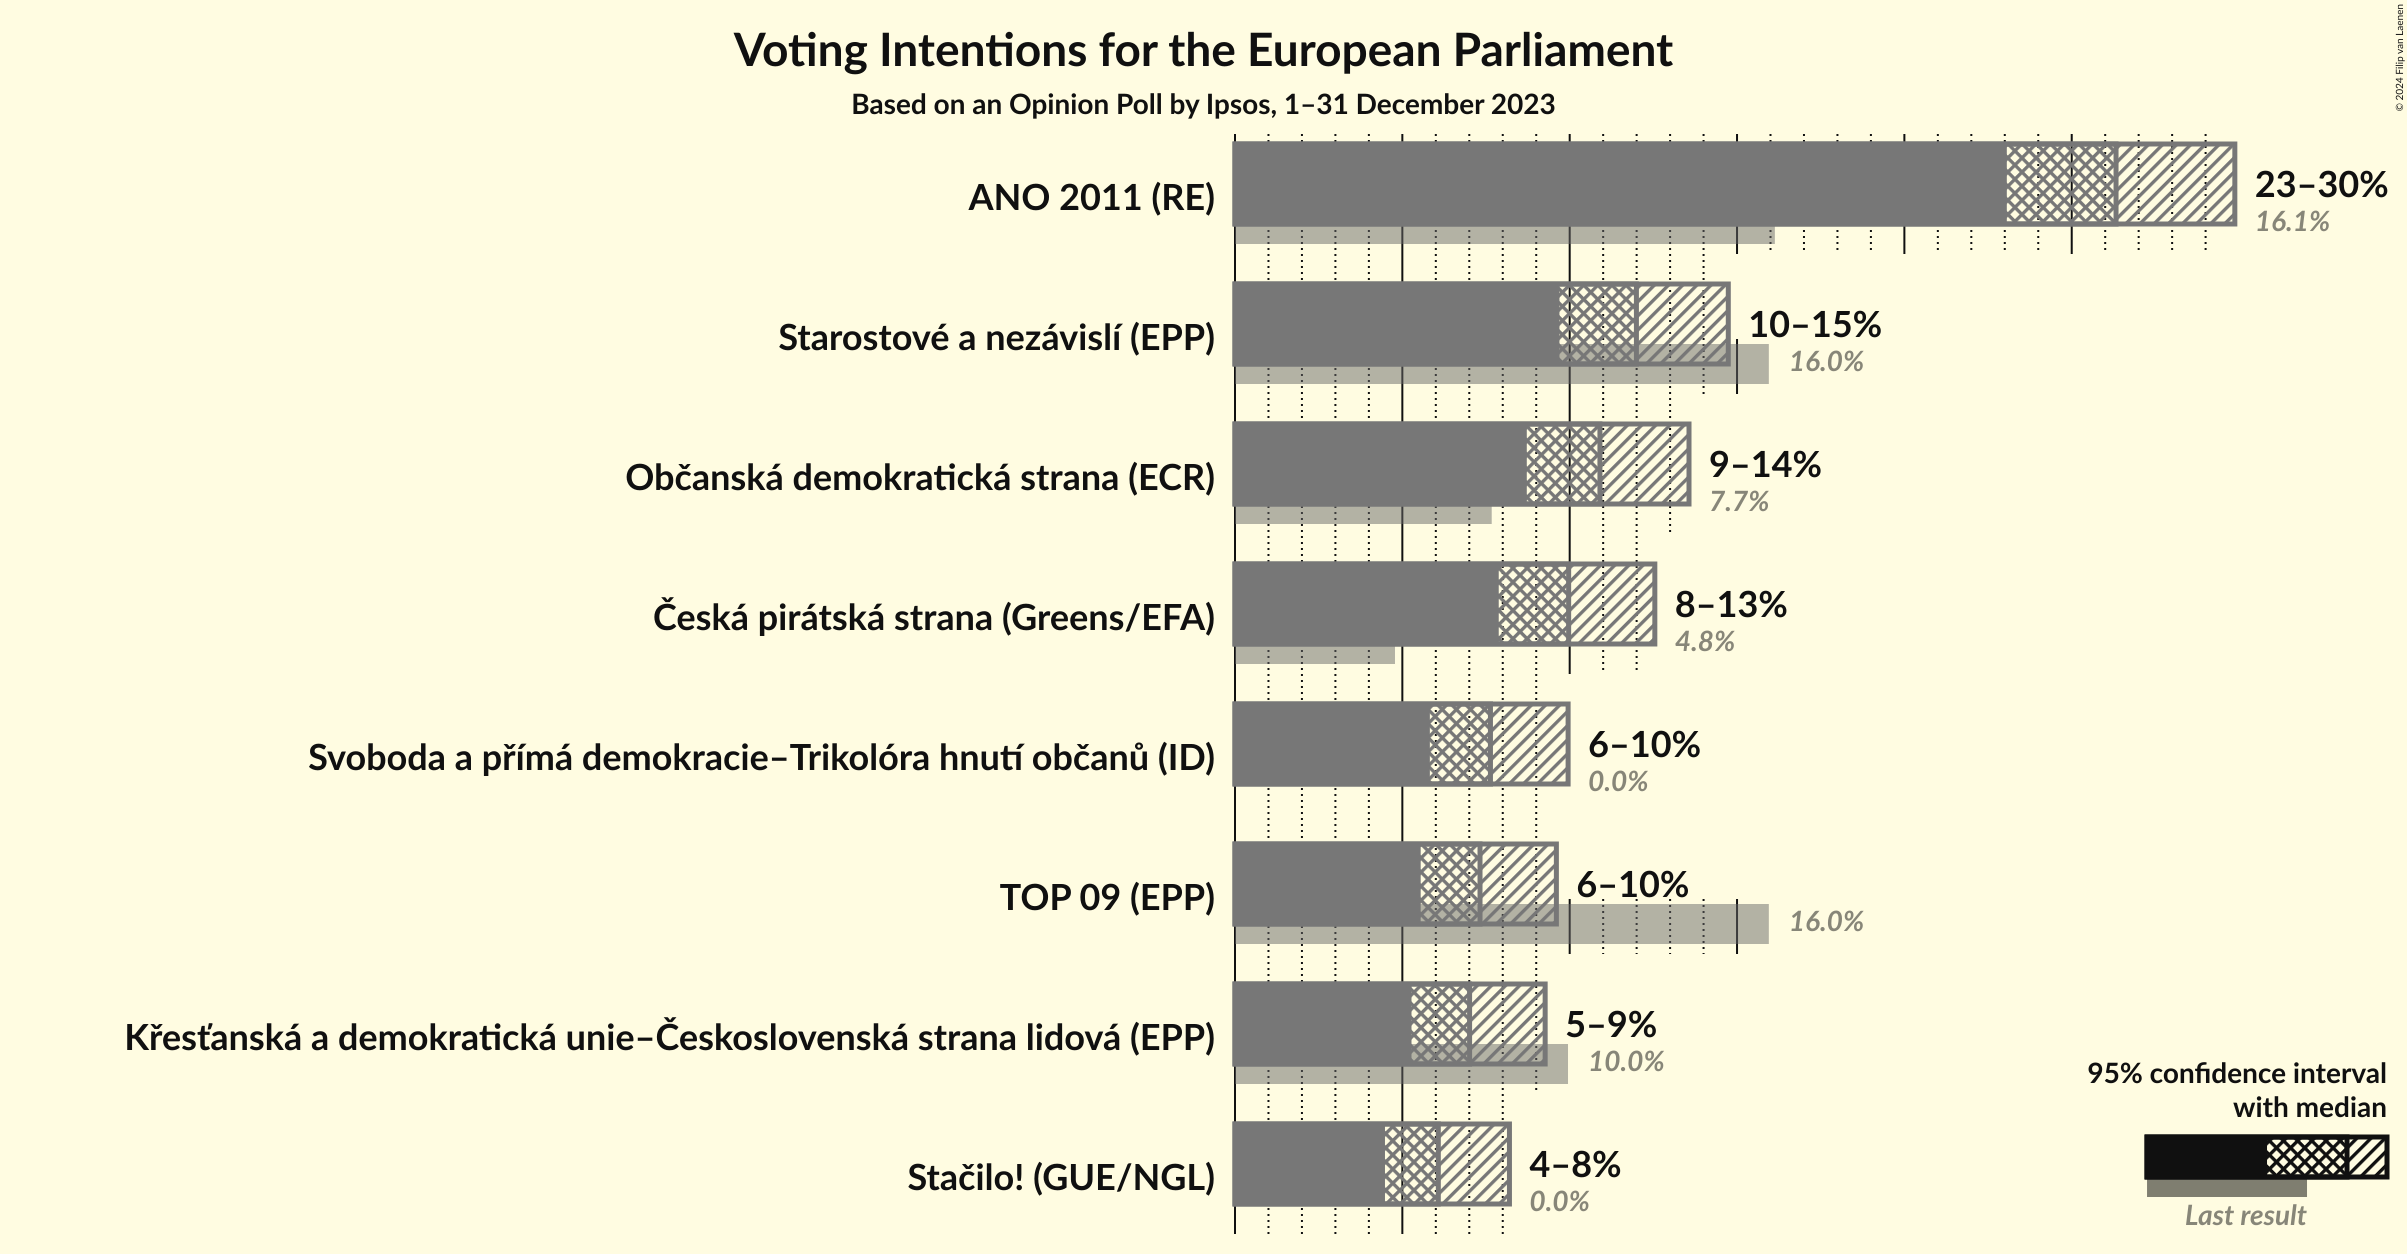 Voting Intentions for the European Parliament
Based on an Opinion Poll by Ipsos, 1–31 December 2023
© 2024 Filip van Laenen
ANO 2011 (RE)
23–30%
16.1%
Starostové a nezávislí (EPP)
10–15%
16.0%
Občanská demokratická strana (ECR)
9–14%
7.7%
Česká pirátská strana (Greens/EFA)
8–13%
4.8%
Svoboda a přímá demokracie–Trikolóra hnutí občanů (ID)
6–10%
0.0%
TOP 09 (EPP)
6–10%
16.0%
Křesťanská a demokratická unie–Československá strana lidová (EPP)
5–9%
10.0%
Stačilo! (GUE/NGL)
4–8%
0.0%
95% confidence interval
with median
Last result